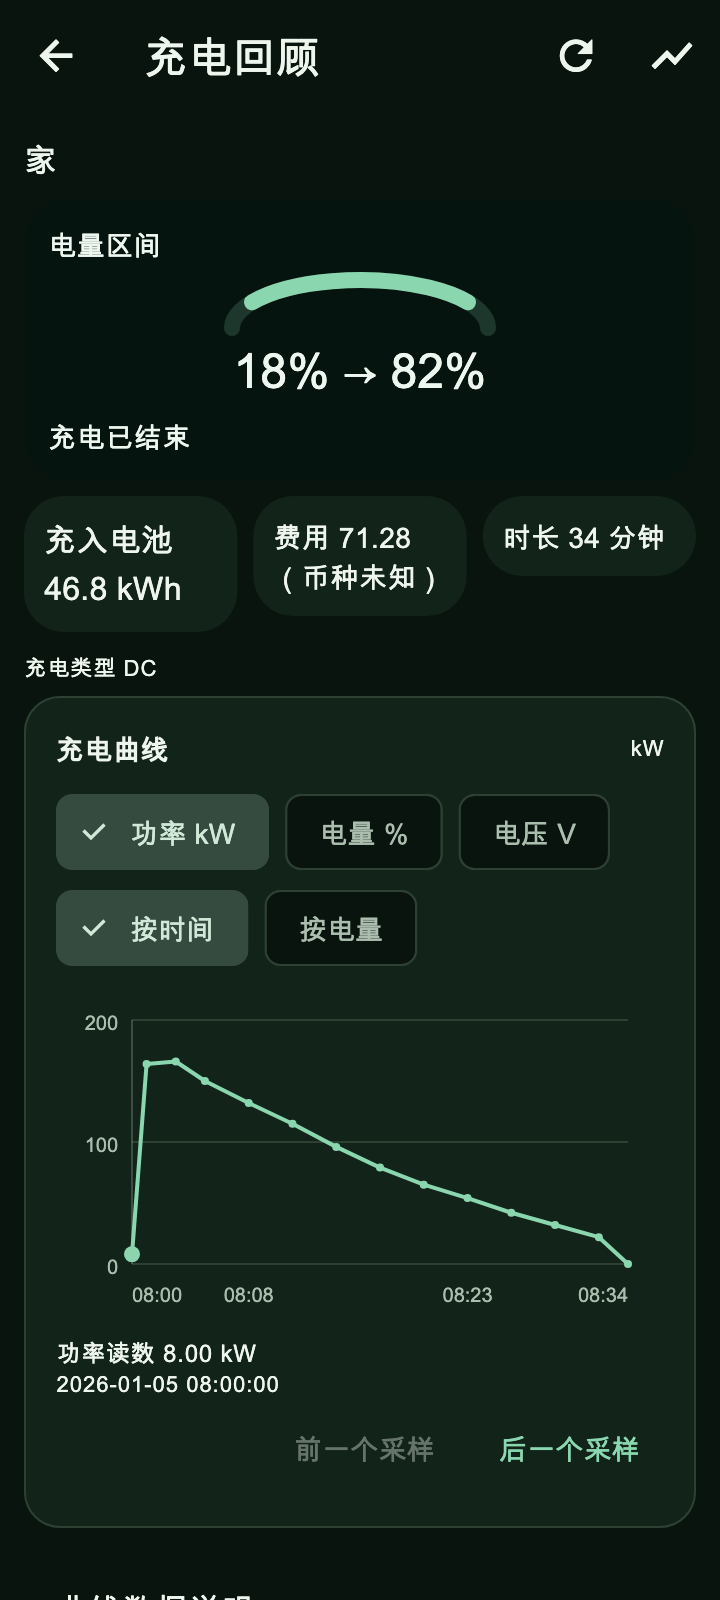 充电回顾
家
电量区间
18% → 82%
充电已结束
充入电池
46.8 kWh
费用 71.28
（币种未知）
时长 34 分钟
充电类型 DC
充电曲线
kW
功率 kW
电量 %
电压 V
按时间
按电量
200
100
0
08:00
08:08
08:23
08:34
功率读数 8.00 kW
2026-01-05 08:00:00
前一个采样
后一个采样